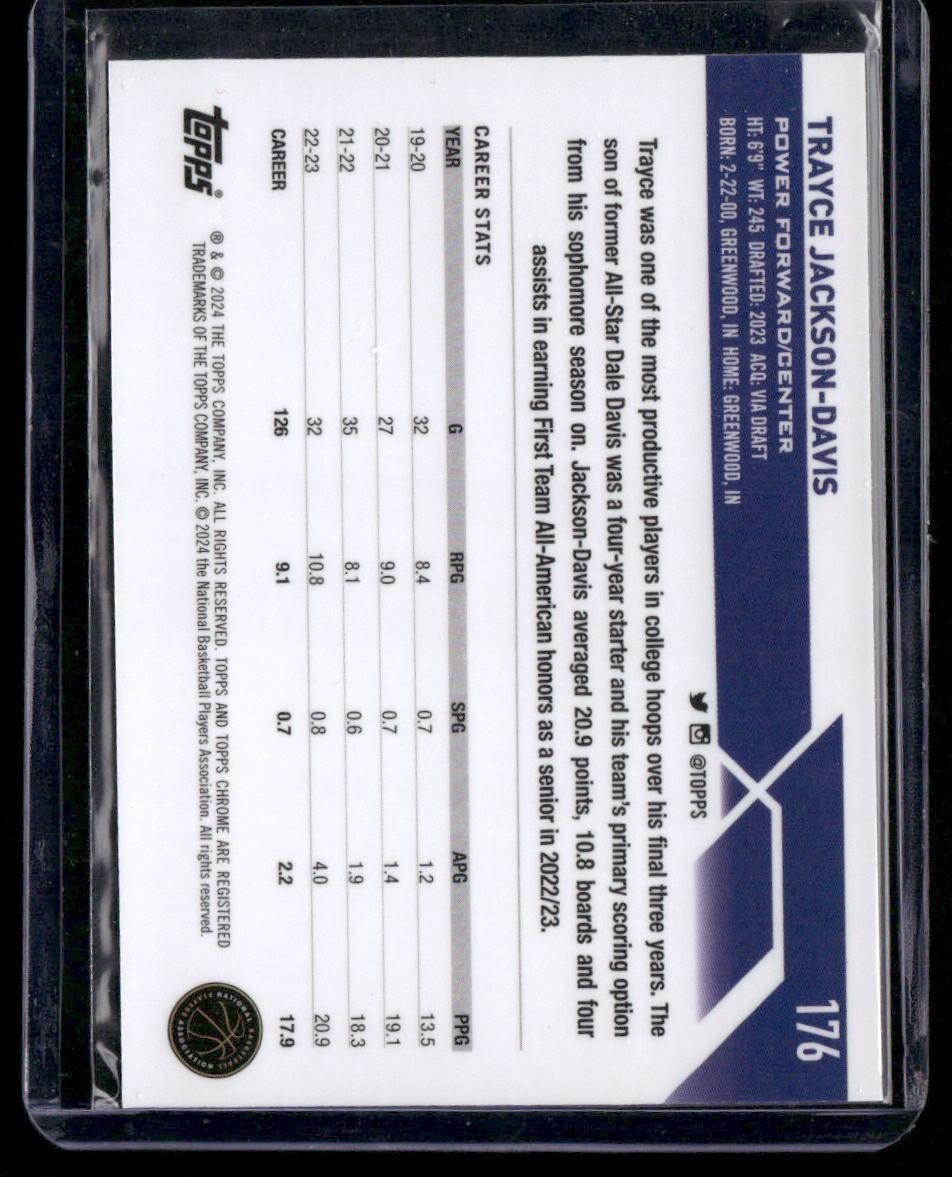 TRAYCE JACKSON-DAVIS
176
POWER FORWARD/CENTER
HT: 6'9" WT: 245 DRAFTED: 2023 ACQ: VIA DRAFT
BORN: 2-22-00, GREENWOOD, IN HOME: GREENWOOD, IN
@TOPPS
Trayce was one of the most productive players in college hoops over his final three years. The
son of former All-Star Dale Davis was a four-year starter and his team's primary scoring option
from his sophomore season on. Jackson-Davis averaged 20.9 points, 10.8 boards and four
assists in earning First Team All-American honors as a senior in 2022/23.
CAREER STATS
YEAR G RPG SPG APG PPG
19-20 32 8.4 0.7 1.2 13.5
20-21 27 9.0 0.7 1.4 19.1
21-22 35 8.1 0.6 1.9 18.3
22-23 32 10.8 0.8 4.0 20.9
CAREER 126 9.1 0.7 2.2 17.9
topps®
® & © 2024 THE TOPPS COMPANY, INC. ALL RIGHTS RESERVED. TOPPS AND TOPPS CHROME ARE REGISTERED
TRADEMARKS OF THE TOPPS COMPANY, INC. © 2024 the National Basketball Players Association. All rights reserved.
NATIONAL BASKETBALL PLAYERS ASSOCIATION